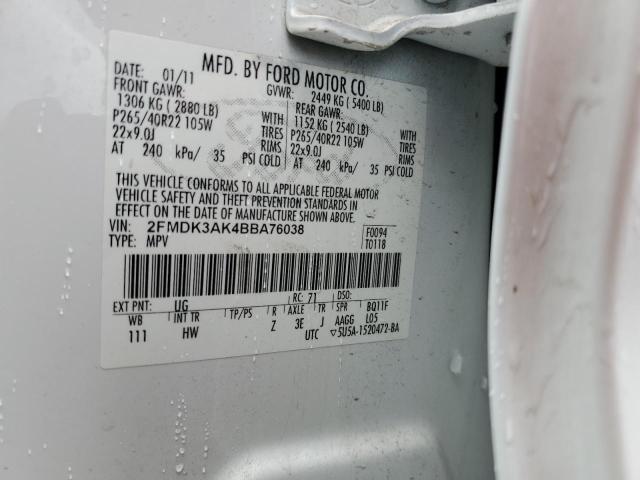 MFD. BY FORD MOTOR CO.
DATE: 01/11 GVWR: 2449 KG (5400 LB)
FRONT GAWR: REAR GAWR:
1306 KG (2880 LB) WITH 1152 KG (2540 LB) WITH
P265/40R22 105W TIRES P265/40R22 105W TIRES
22x9.0J RIMS 22x9.0J RIMS
AT 240 kPa/ 35 PSI COLD AT 240 kPa/ 35 PSI COLD
THIS VEHICLE CONFORMS TO ALL APPLICABLE FEDERAL MOTOR
VEHICLE SAFETY AND THEFT PREVENTION STANDARDS IN
EFFECT ON THE DATE OF MANUFACTURE SHOWN ABOVE.
VIN: 2FMDK3AK4BBA76038 F0094
TYPE: MPV T0118
RC: 71 DSO:
EXT PNT: UG BQ11F
WB INT TR TP/PS R AXLE TR SPR
111 HW Z 3E J AAGG L05
UTC ▽5U5A-1520472-BA